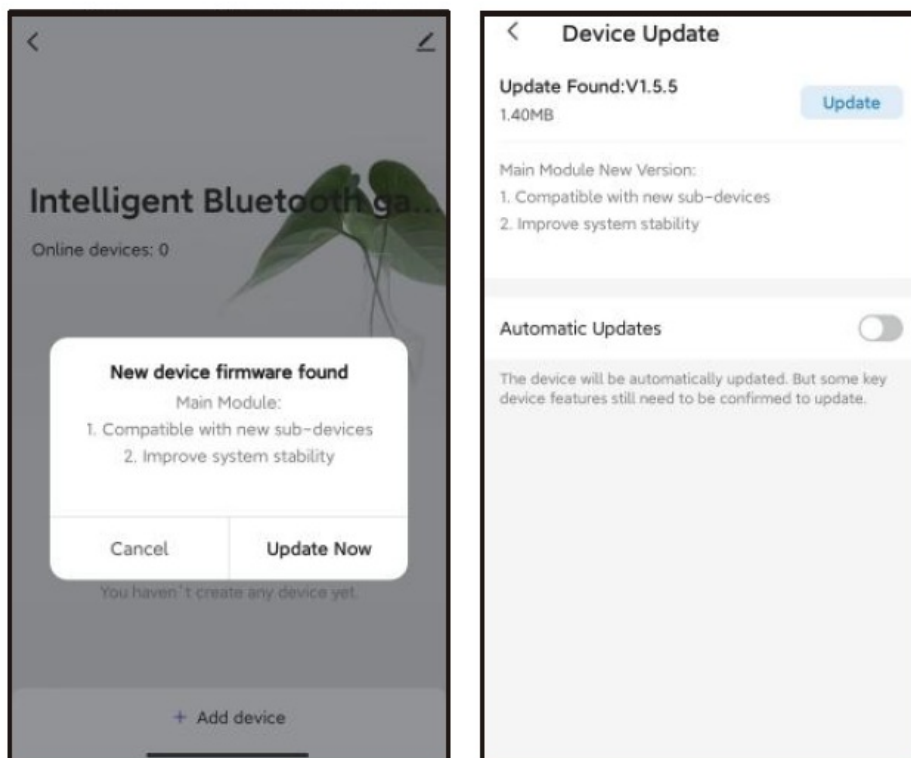 Intelligent Bluetooth ga...
Online devices: 0
New device firmware found
Main Module:
1. Compatible with new sub-devices
2. Improve system stability
Cancel
Update Now
You haven't create any device yet.
+ Add device
Device Update
Update Found:V1.5.5
1.40MB
Update
Main Module New Version:
1. Compatible with new sub-devices
2. Improve system stability
Automatic Updates
The device will be automatically updated. But some key
device features still need to be confirmed to update.